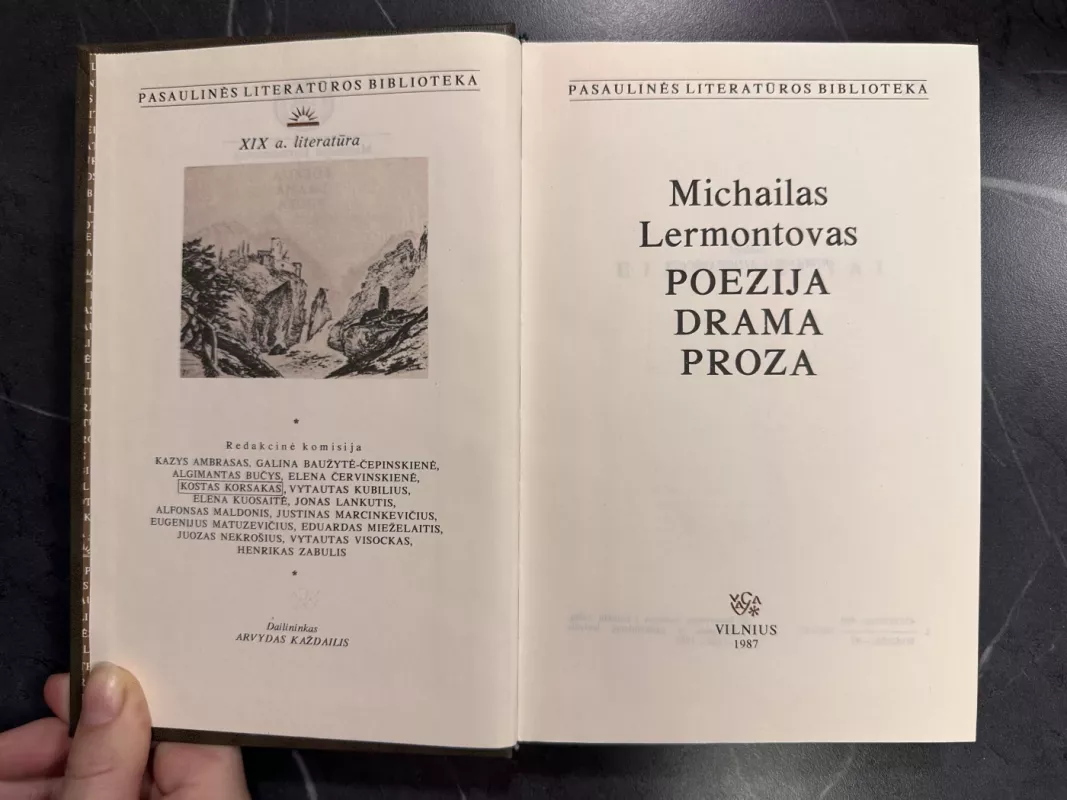 PASAULINĖS LITERATŪROS BIBLIOTEKA
XIX a. literatūra
*
Redakcinė komisija
KAZYS AMBRASAS, GALINA BAUŽYTĖ-ČEPINSKIENĖ,
ALGIMANTAS BUČYS, ELENA ČERVINSKIENĖ,
KOSTAS KORSAKAS, VYTAUTAS KUBILIUS,
ELENA KUOSAITĖ, JONAS LANKUTIS,
ALFONSAS MALDONIS, JUSTINAS MARCINKEVIČIUS,
EUGENIJUS MATUZEVIČIUS, EDUARDAS MIEŽELAITIS,
JUOZAS NEKROŠIUS, VYTAUTAS VISOCKAS,
HENRIKAS ZABULIS
*
Dailininkas
ARVYDAS KAŽDAILIS
PASAULINĖS LITERATŪROS BIBLIOTEKA
Michailas
Lermontovas
POEZIJA
DRAMA
PROZA
VILNIUS
1987